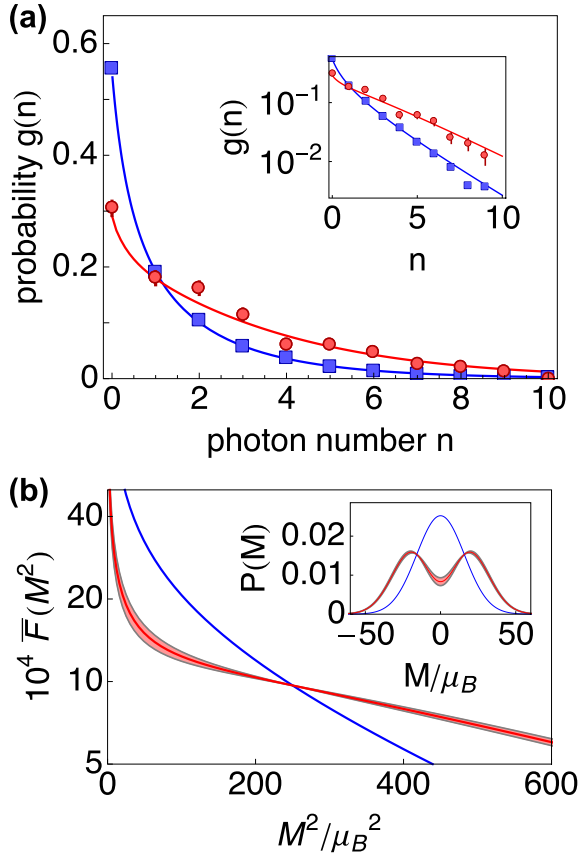 (a)
probability g(n)
0.6
0.4
0.2
0
0 2 4 6 8 10
photon number n
g(n)
10⁻¹
10⁻²
0 5 10
n
(b)
10⁴ F̅(M²)
40
20
10
5
0 200 400 600
M²/μ_B²
P(M)
0.02
0.01
0
−50 0 50
M/μ_B